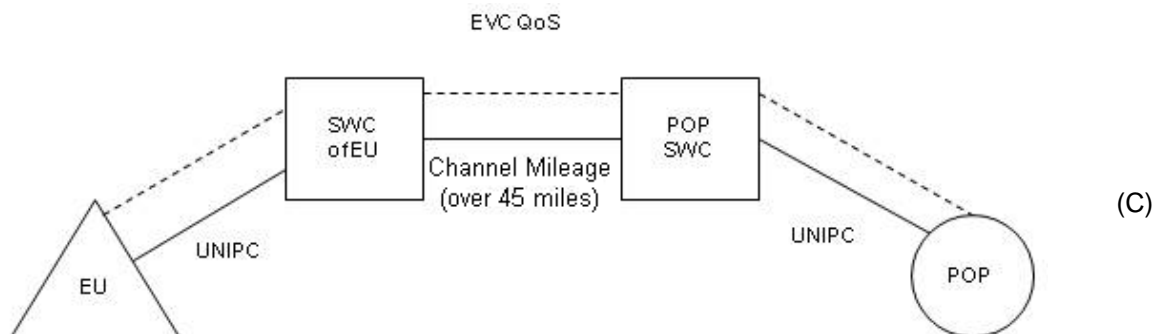 EVC QoS
SWC
ofEU
POP
SWC
Channel Mileage
(over 45 miles)
(C)
UNIPC
UNIPC
EU
POP